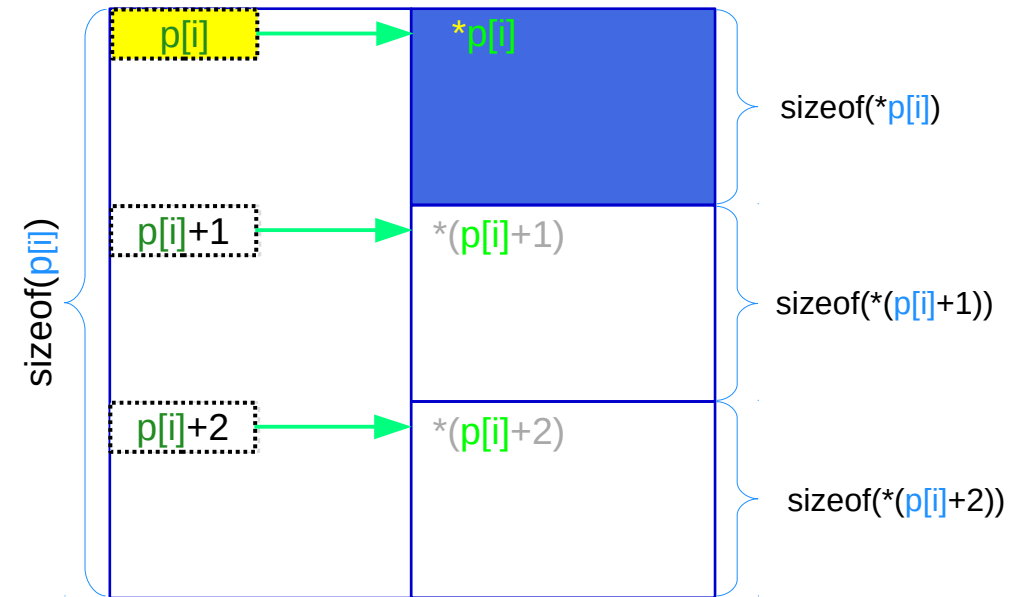 p[i]
*p[i]
sizeof(*p[i])
sizeof(p[i])
p[i]+1
*(p[i]+1)
sizeof(*(p[i]+1))
p[i]+2
*(p[i]+2)
sizeof(*(p[i]+2))